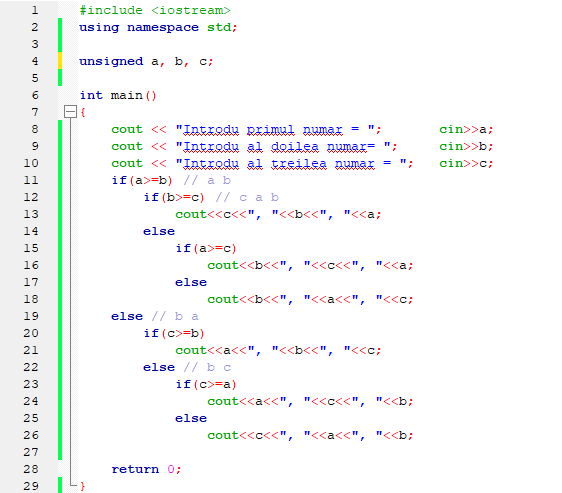 1 #include <iostream>
2 using namespace std;
3
4 unsigned a, b, c;
5
6 int main()
7 {
8 cout << "Introdu primul numar = "; cin>>a;
9 cout << "Introdu al doilea numar= "; cin>>b;
10 cout << "Introdu al treilea numar = "; cin>>c;
11 if(a>=b) // a b
12 if(b>=c) // c a b
13 cout<<c<<", "<<b<<", "<<a;
14 else
15 if(a>=c)
16 cout<<b<<", "<<c<<", "<<a;
17 else
18 cout<<b<<", "<<a<<", "<<c;
19 else // b a
20 if(c>=b)
21 cout<<a<<", "<<b<<", "<<c;
22 else // b c
23 if(c>=a)
24 cout<<a<<", "<<c<<", "<<b;
25 else
26 cout<<c<<", "<<a<<", "<<b;
27
28 return 0;
29 }